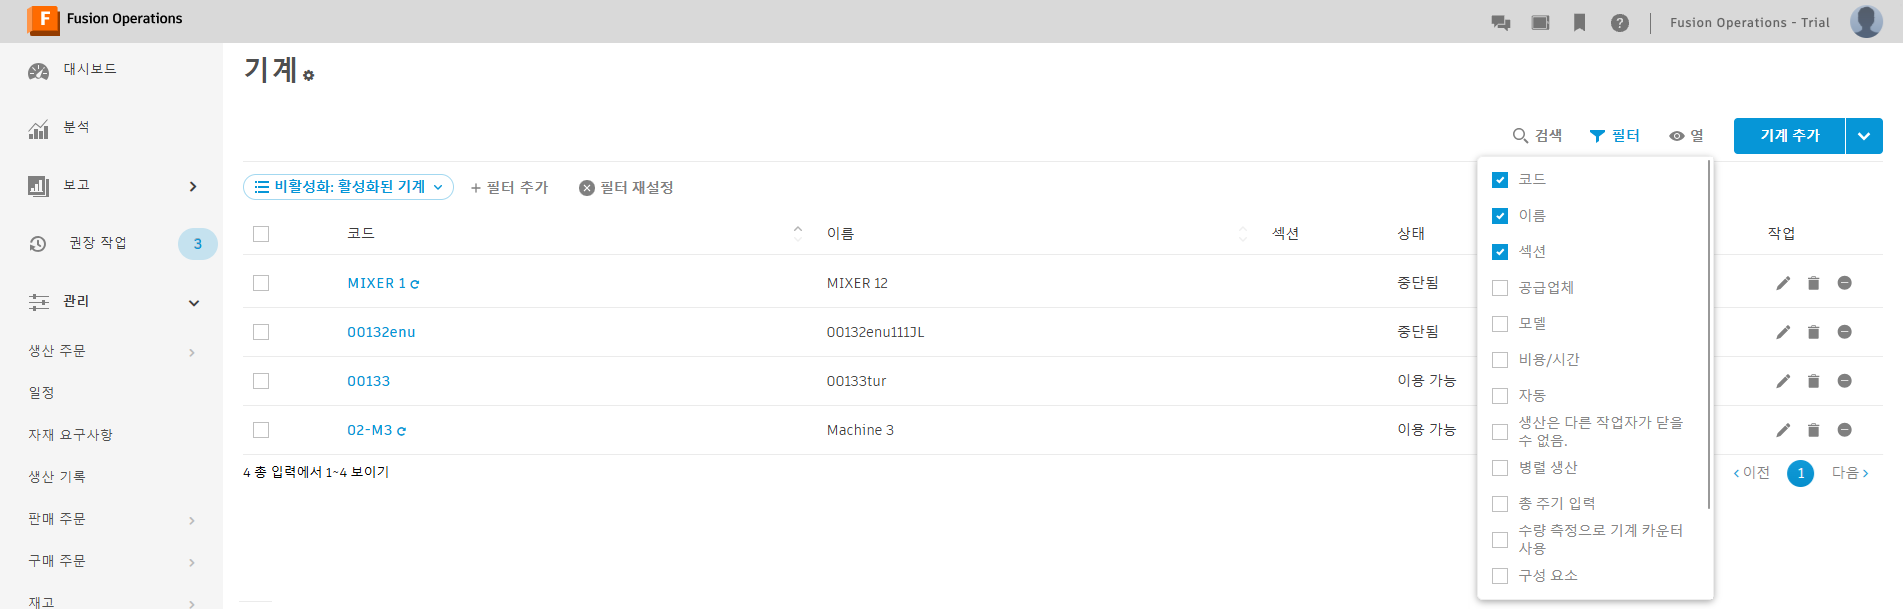 F Fusion Operations
Fusion Operations - Trial
대시보드
분석
보고
권장 작업 3
관리
생산 주문
일정
자재 요구사항
생산 기록
판매 주문
구매 주문
재고
기계
검색 필터 열 기계 추가
비활성화: 활성화된 기계 + 필터 추가 필터 재설정
코드 이름 섹션 상태 작업
MIXER 1 MIXER 12 중단됨
00132enu 00132enu111JL 중단됨
00133 00133tur 이용 가능
02-M3 Machine 3 이용 가능
4 총 입력에서 1~4 보이기
이전 1 다음
코드
이름
섹션
공급업체
모델
비용/시간
자동
생산은 다른 작업자가 닫을
수 없음.
병렬 생산
총 주기 입력
수량 측정으로 기계 카운터
사용
구성 요소